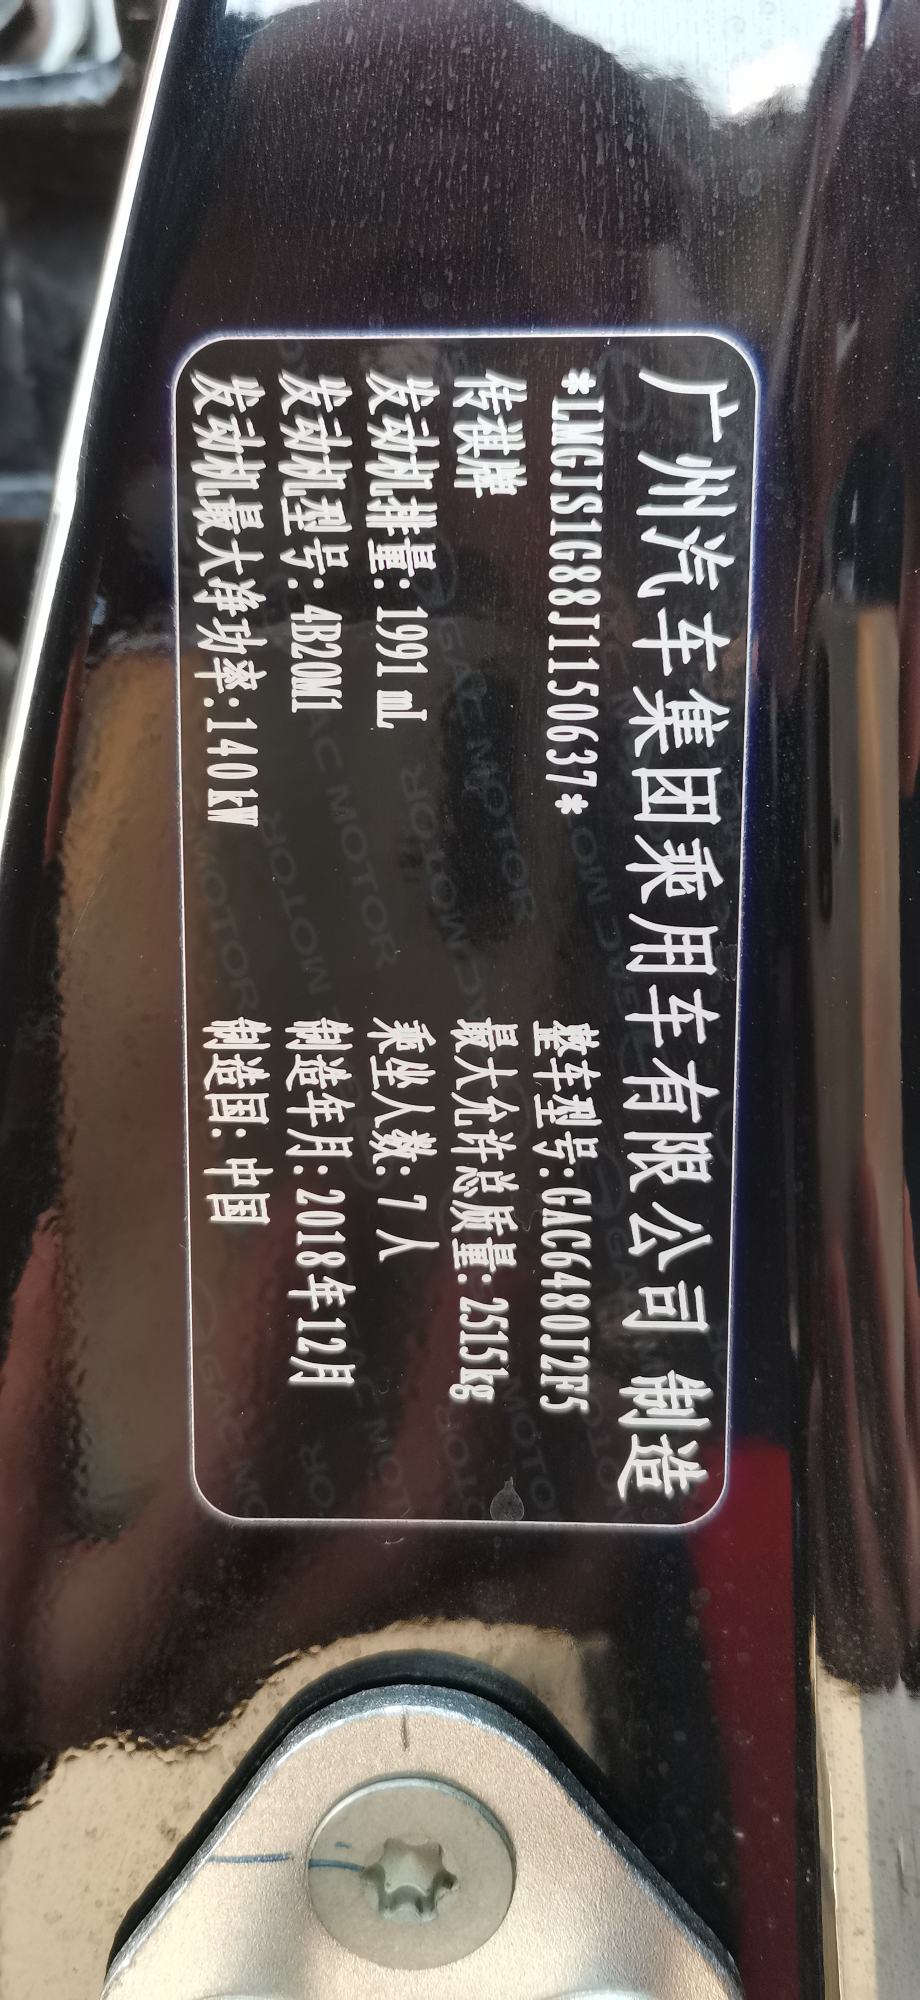 广州汽车集团乘用车有限公司 制造
*LMGJS1G88J1150637*
整车型号:GAC6480J2F5
传祺牌
最大允许总质量:2515kg
发动机排量:1991 mL
乘坐人数:7人
发动机型号:4B20M1
制造年月:2018年12月
发动机最大净功率:140kW
制造国:中国
GAC MOTOR